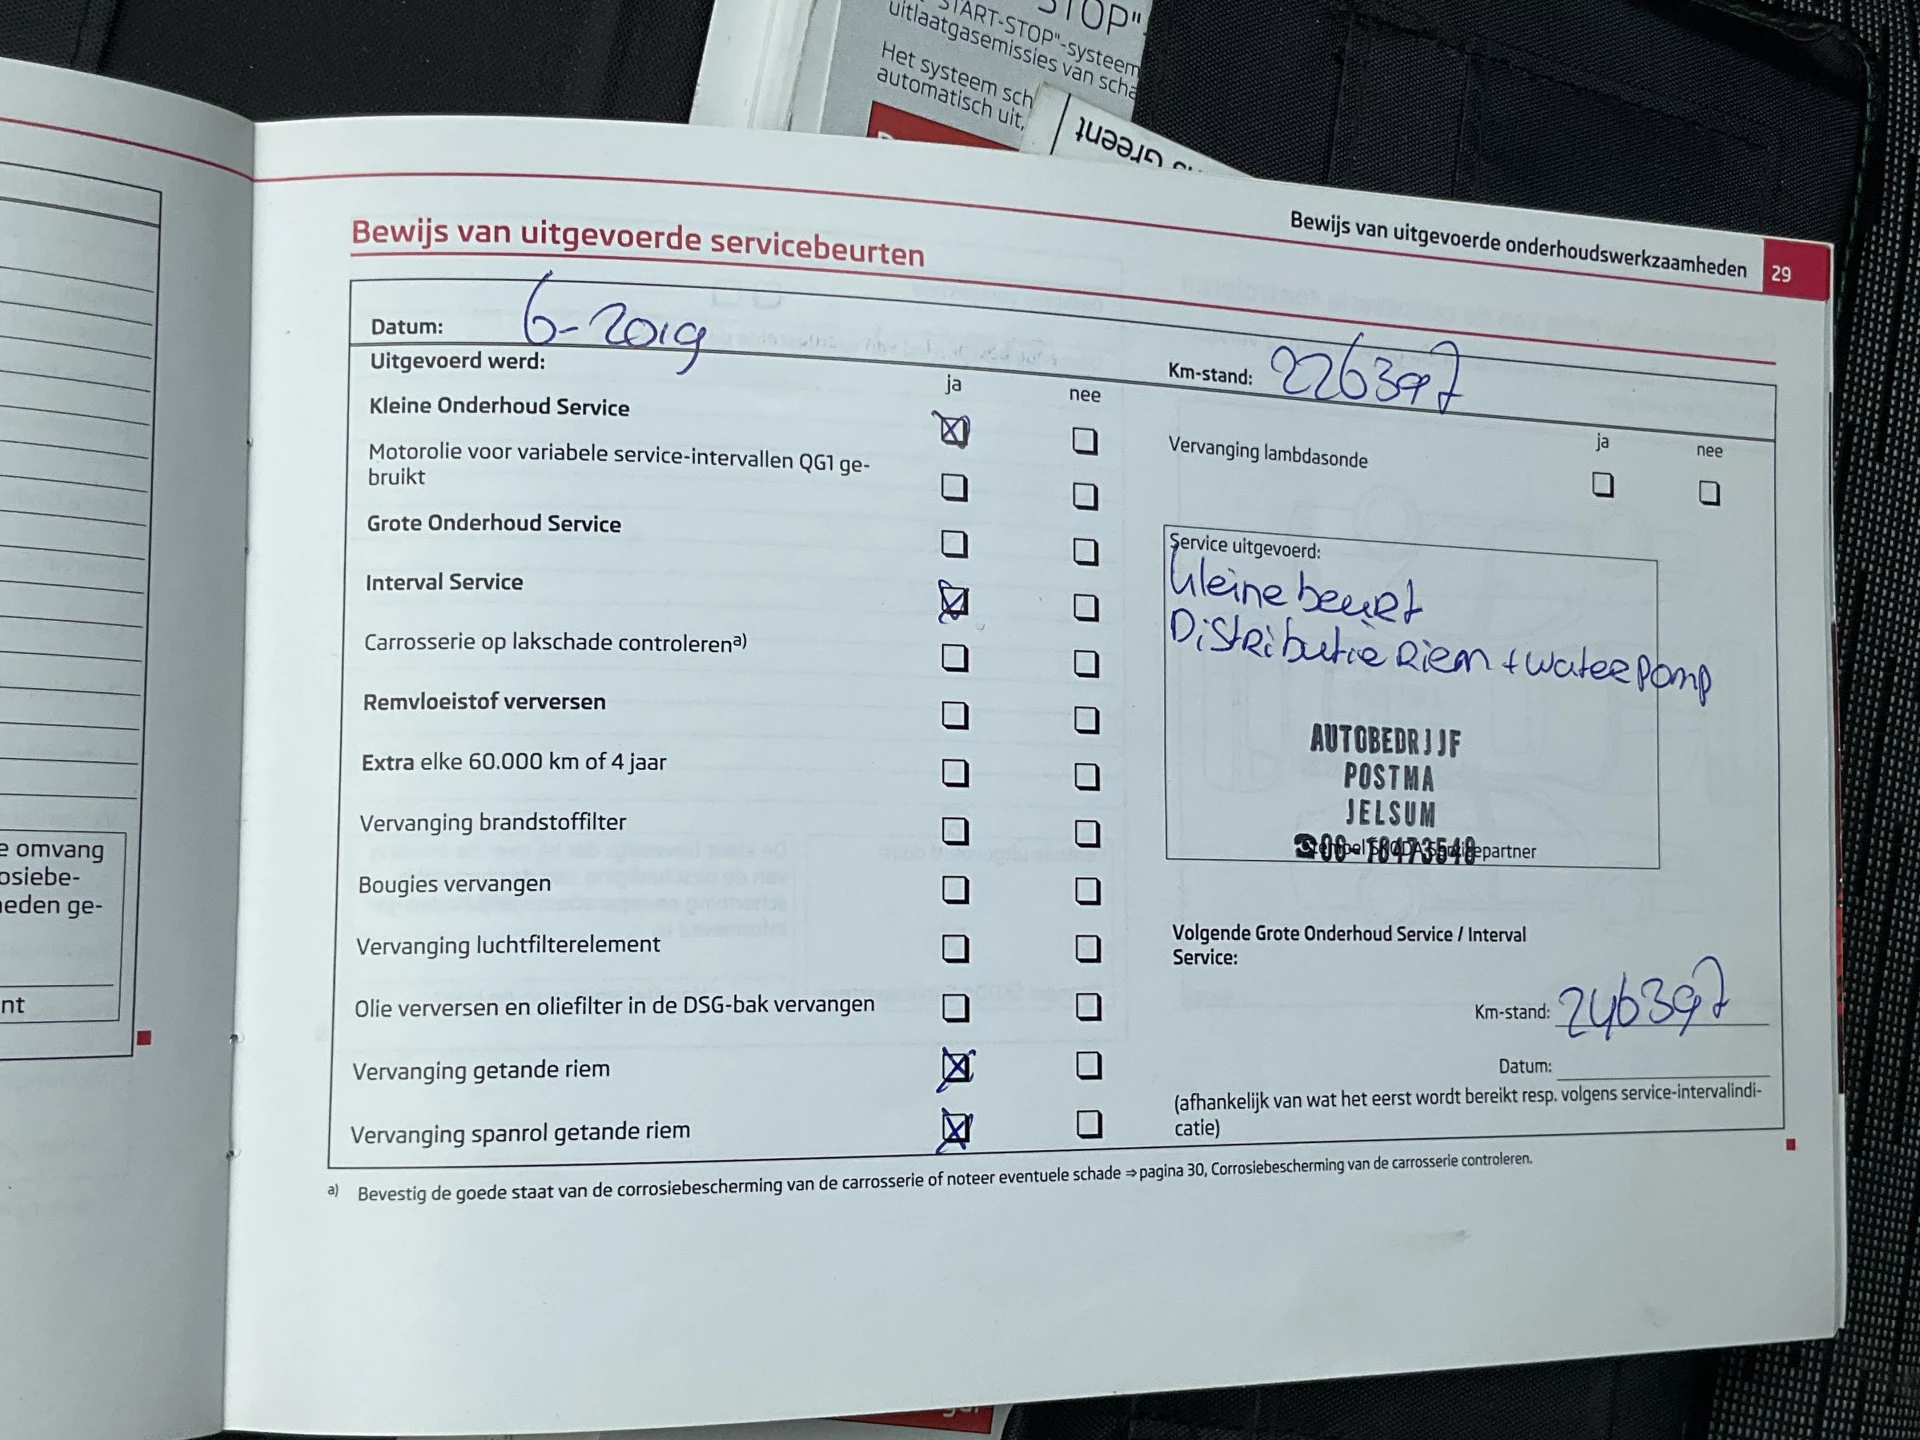 STOP"
START-STOP"-systeem
uitlaatgasemissies van scha
Het systeem sch
automatisch uit,
Greent
Bewijs van uitgevoerde onderhoudswerkzaamheden 29
Bewijs van uitgevoerde servicebeurten
Datum: 6-2019
Km-stand: 226397
Uitgevoerd werd:
ja nee
Kleine Onderhoud Service
Motorolie voor variabele service-intervallen QG1 ge-
bruikt
Grote Onderhoud Service
Interval Service
Carrosserie op lakschade controleren a)
Remvloeistof verversen
Extra elke 60.000 km of 4 jaar
Vervanging brandstoffilter
Bougies vervangen
Vervanging luchtfilterelement
Olie verversen en oliefilter in de DSG-bak vervangen
Vervanging getande riem
Vervanging spanrol getande riem
ja nee
Vervanging lambdasonde
Service uitgevoerd:
kleine beurt
Distributie Riem + waterpomp
AUTOBEDRIJF
POSTMA
JELSUM
Stempel ŠKODA Servicepartner
Volgende Grote Onderhoud Service / Interval
Service:
Km-stand: 246397
Datum:
(afhankelijk van wat het eerst wordt bereikt resp. volgens service-intervalindi-
catie)
a) Bevestig de goede staat van de corrosiebescherming van de carrosserie of noteer eventuele schade ⇒ pagina 30, Corrosiebescherming van de carrosserie controleren.
e omvang
osiebe-
eden ge-
nt